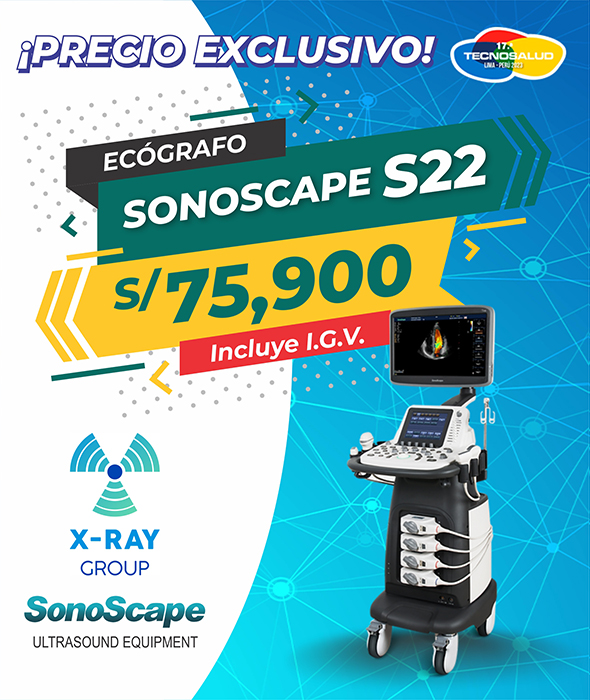 ¡PRECIO EXCLUSIVO!
17.
TECNOSALUD
LIMA - PERÚ 2023
ECÓGRAFO
SONOSCAPE S22
S/75,900
Incluye I.G.V.
X-RAY
GROUP
SonoScape
ULTRASOUND EQUIPMENT